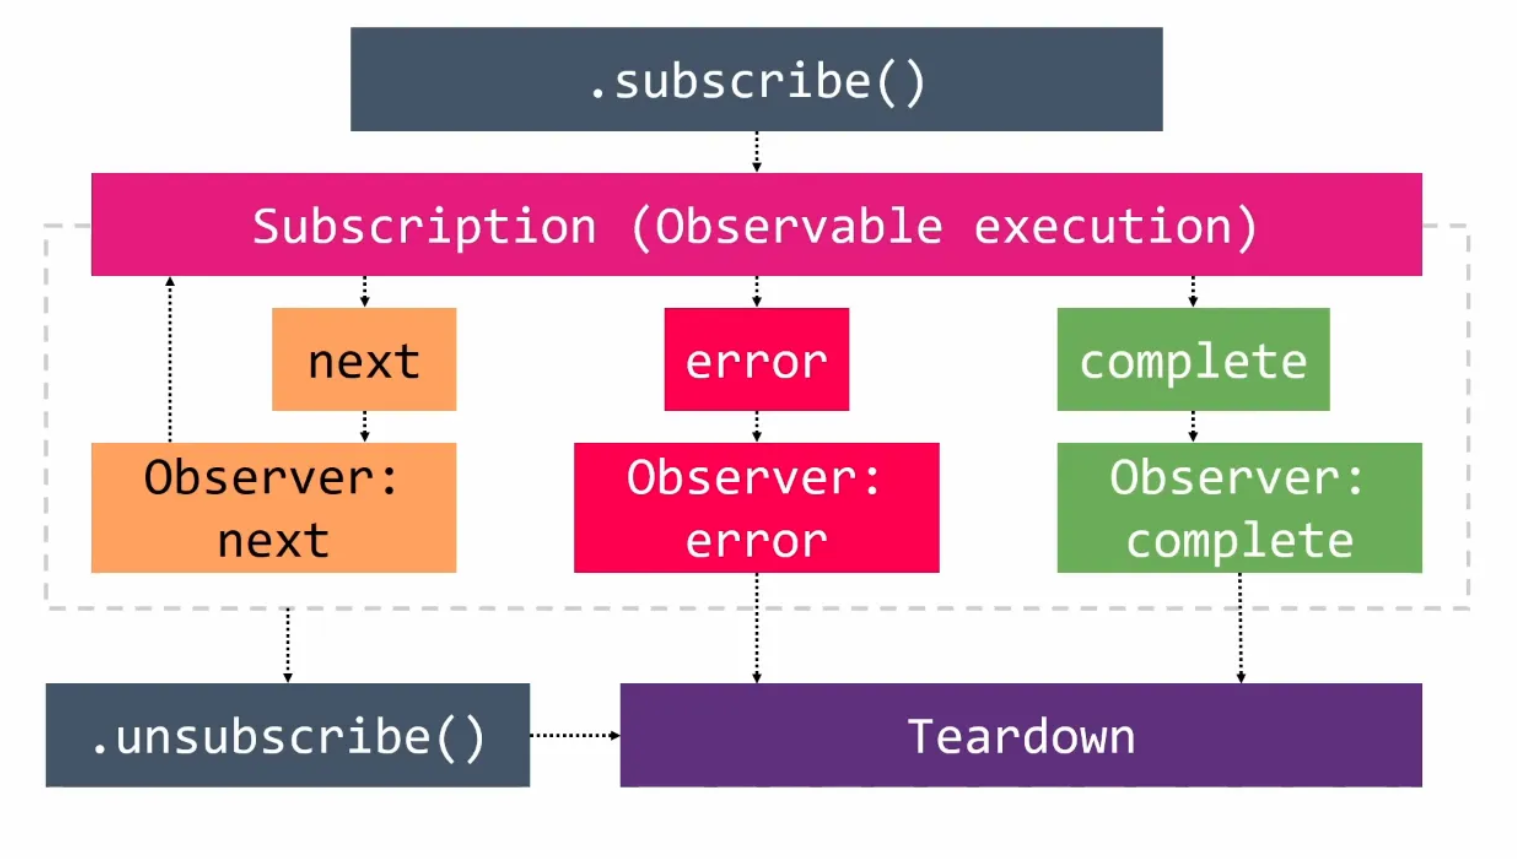 .subscribe()
Subscription (Observable execution)
next
error
complete
Observer:
next
Observer:
error
Observer:
complete
.unsubscribe()
Teardown